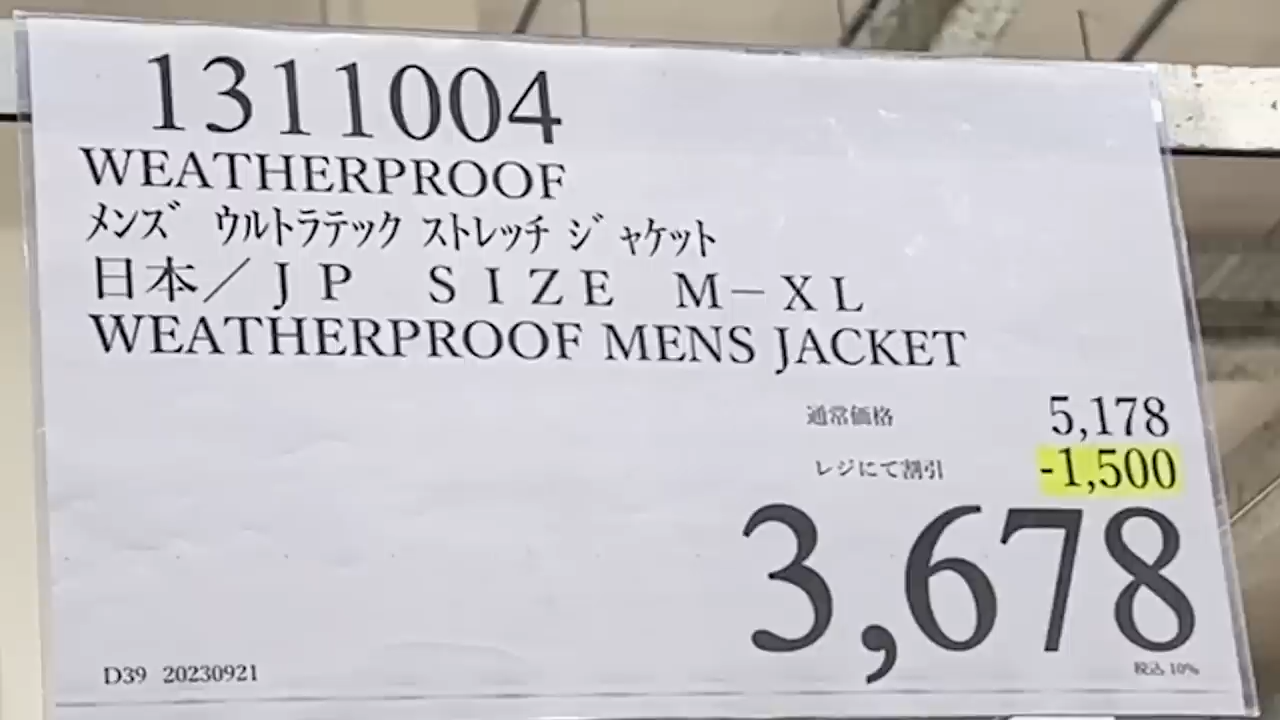 1311004
WEATHERPROOF
メンズ ウルトラテック ストレッチ ジャケット
日本／ＪＰ　ＳＩＺＥ　Ｍ－ＸＬ
WEATHERPROOF MENS JACKET
通常価格 5,178
レジにて割引 -1,500
3,678
税込 10%
D39 20230921